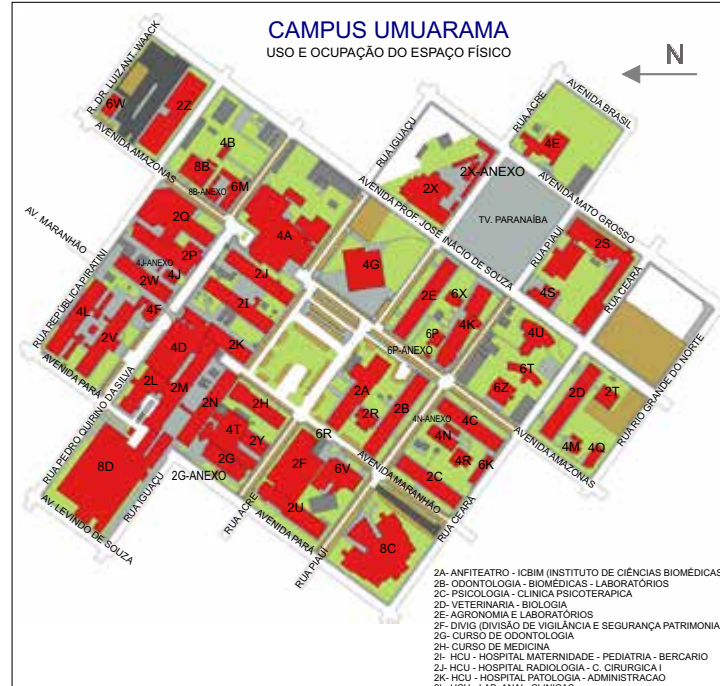 CAMPUS UMUARAMA
USO E OCUPAÇÃO DO ESPAÇO FÍSICO
N
R. DR. LUIZ ANT. WAACK
6W
2Z
AVENIDA AMAZONAS
4B
8B
8B-ANEXO
6M
RUA IGUAÇU
RUA ACRE
AVENIDA BRASIL
4E
2X-ANEXO
2X
AVENIDA MATO GROSSO
TV. PARANAÍBA
AVENIDA PROF. JOSÉ INÁCIO DE SOUZA
RUA PIAUÍ
2S
RUA CEARÁ
4S
AV. MARANHÃO
2Q
4A
2P
4J-ANEXO
4J
2W
2J
4G
RUA REPÚBLICA PIRATINI
4L
4F
2I
2E
6X
2V
6P
4K
4U
4D
2K
6P-ANEXO
6T
RUA RIO GRANDE DO NORTE
AVENIDA PARÁ
2L
2M
6Z
2D
2T
2N
2A
2H
2R
2B
4N-ANEXO
4C
RUA PEDRO QUIRINO DA SILVA
4T
2Y
6R
4N
AVENIDA AMAZONAS
4M
4Q
8D
2G
2F
6V
AVENIDA MARANHÃO
4R
6K
2G-ANEXO
2C
AV. LEVINDO DE SOUZA
RUA IGUAÇU
RUA ACRE
2U
AVENIDA PARÁ
RUA PIAUÍ
8C
RUA CEARÁ
2A- ANFITEATRO - ICBIM (INSTITUTO DE CIÊNCIAS BIOMÉDICAS
2B- ODONTOLOGIA - BIOMÉDICAS - LABORATÓRIOS
2C- PSICOLOGIA - CLINICA PSICOTERAPICA
2D- VETERINARIA - BIOLOGIA
2E- AGRONOMIA E LABORATÓRIOS
2F- DIVIG (DIVISÃO DE VIGILÂNCIA E SEGURANÇA PATRIMONIA
2G- CURSO DE ODONTOLOGIA
2H- CURSO DE MEDICINA
2I- HCU - HOSPITAL MATERNIDADE - PEDIATRIA - BERCARIO
2J- HCU - HOSPITAL RADIOLOGIA - C. CIRURGICA I
2K- HCU - HOSPITAL PATOLOGIA - ADMINISTRACAO